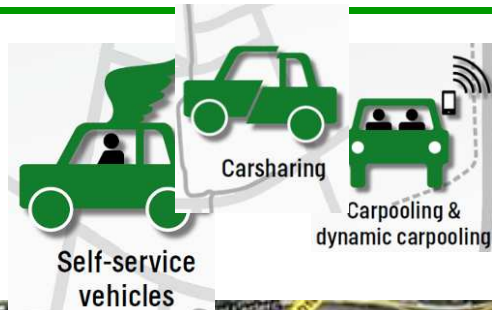 Self-service
vehicles
Carsharing
Carpooling &
dynamic carpooling